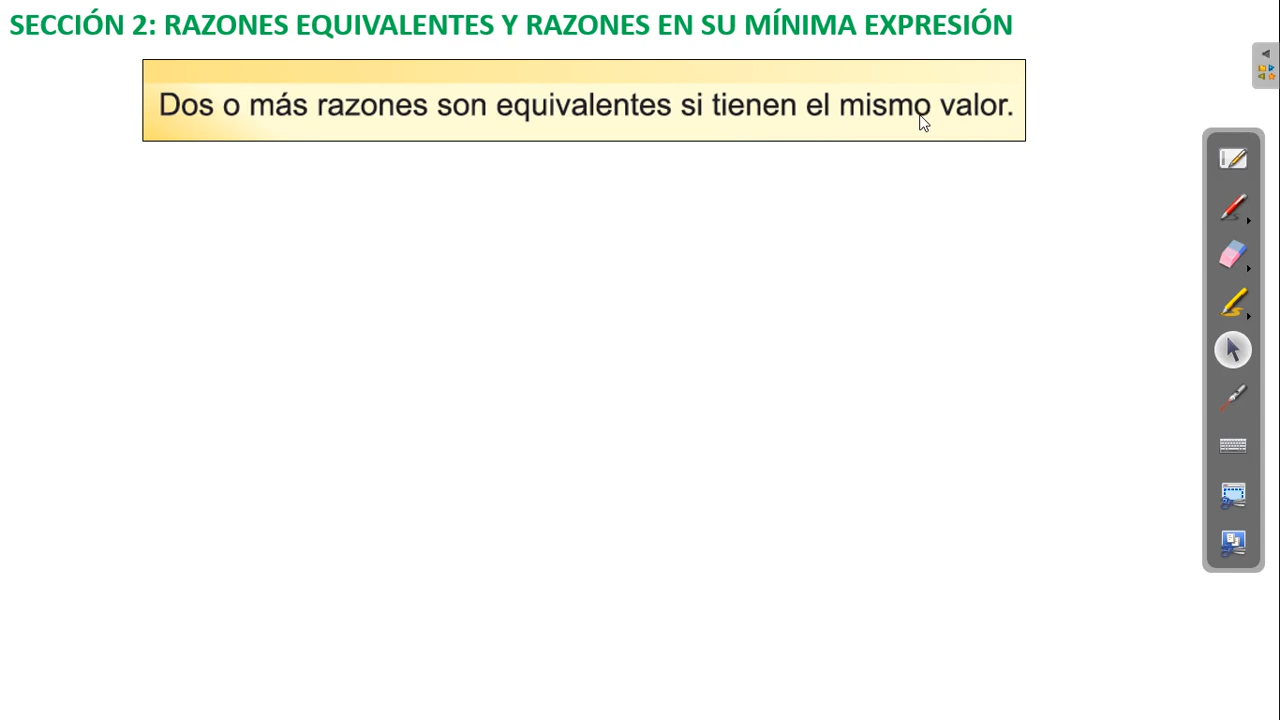 SECCIÓN 2: RAZONES EQUIVALENTES Y RAZONES EN SU MÍNIMA EXPRESIÓN
Dos o más razones son equivalentes si tienen el mismo valor.